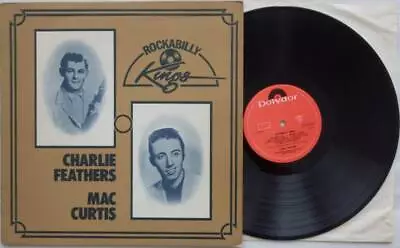 ROCKABILLY
Kings
CHARLIE
FEATHERS
MAC
CURTIS
Polydor